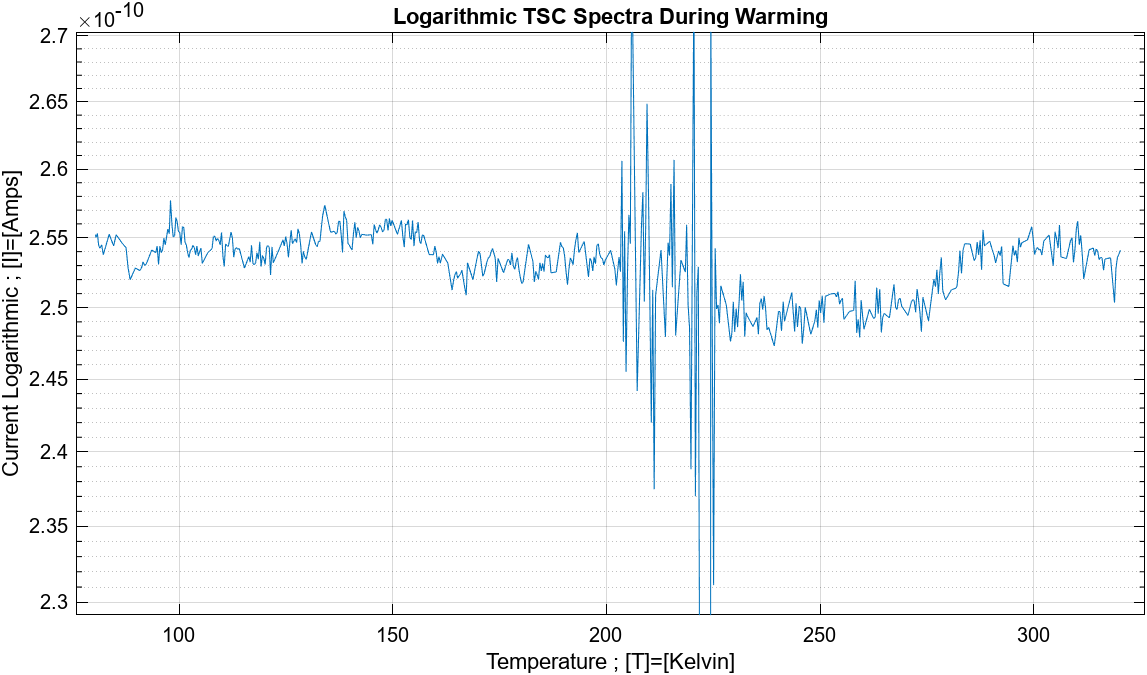 Logarithmic TSC Spectra During Warming
×10-10
2.7
2.65
2.6
2.55
2.5
2.45
2.4
2.35
2.3
Current Logarithmic ; [I]=[Amps]
100 150 200 250 300
Temperature ; [T]=[Kelvin]